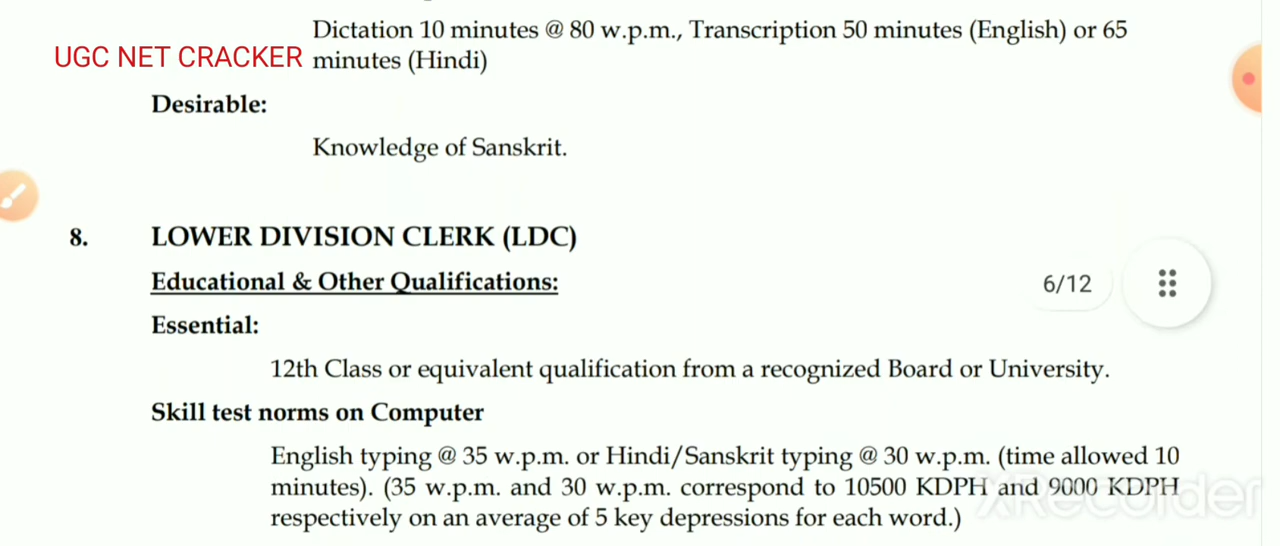 Dictation 10 minutes @ 80 w.p.m., Transcription 50 minutes (English) or 65
UGC NET CRACKER minutes (Hindi)
Desirable:
Knowledge of Sanskrit.
8. LOWER DIVISION CLERK (LDC)
Educational & Other Qualifications:
6/12
Essential:
12th Class or equivalent qualification from a recognized Board or University.
Skill test norms on Computer
English typing @ 35 w.p.m. or Hindi/Sanskrit typing @ 30 w.p.m. (time allowed 10
minutes). (35 w.p.m. and 30 w.p.m. correspond to 10500 KDPH and 9000 KDPH
XRecorder
respectively on an average of 5 key depressions for each word.)